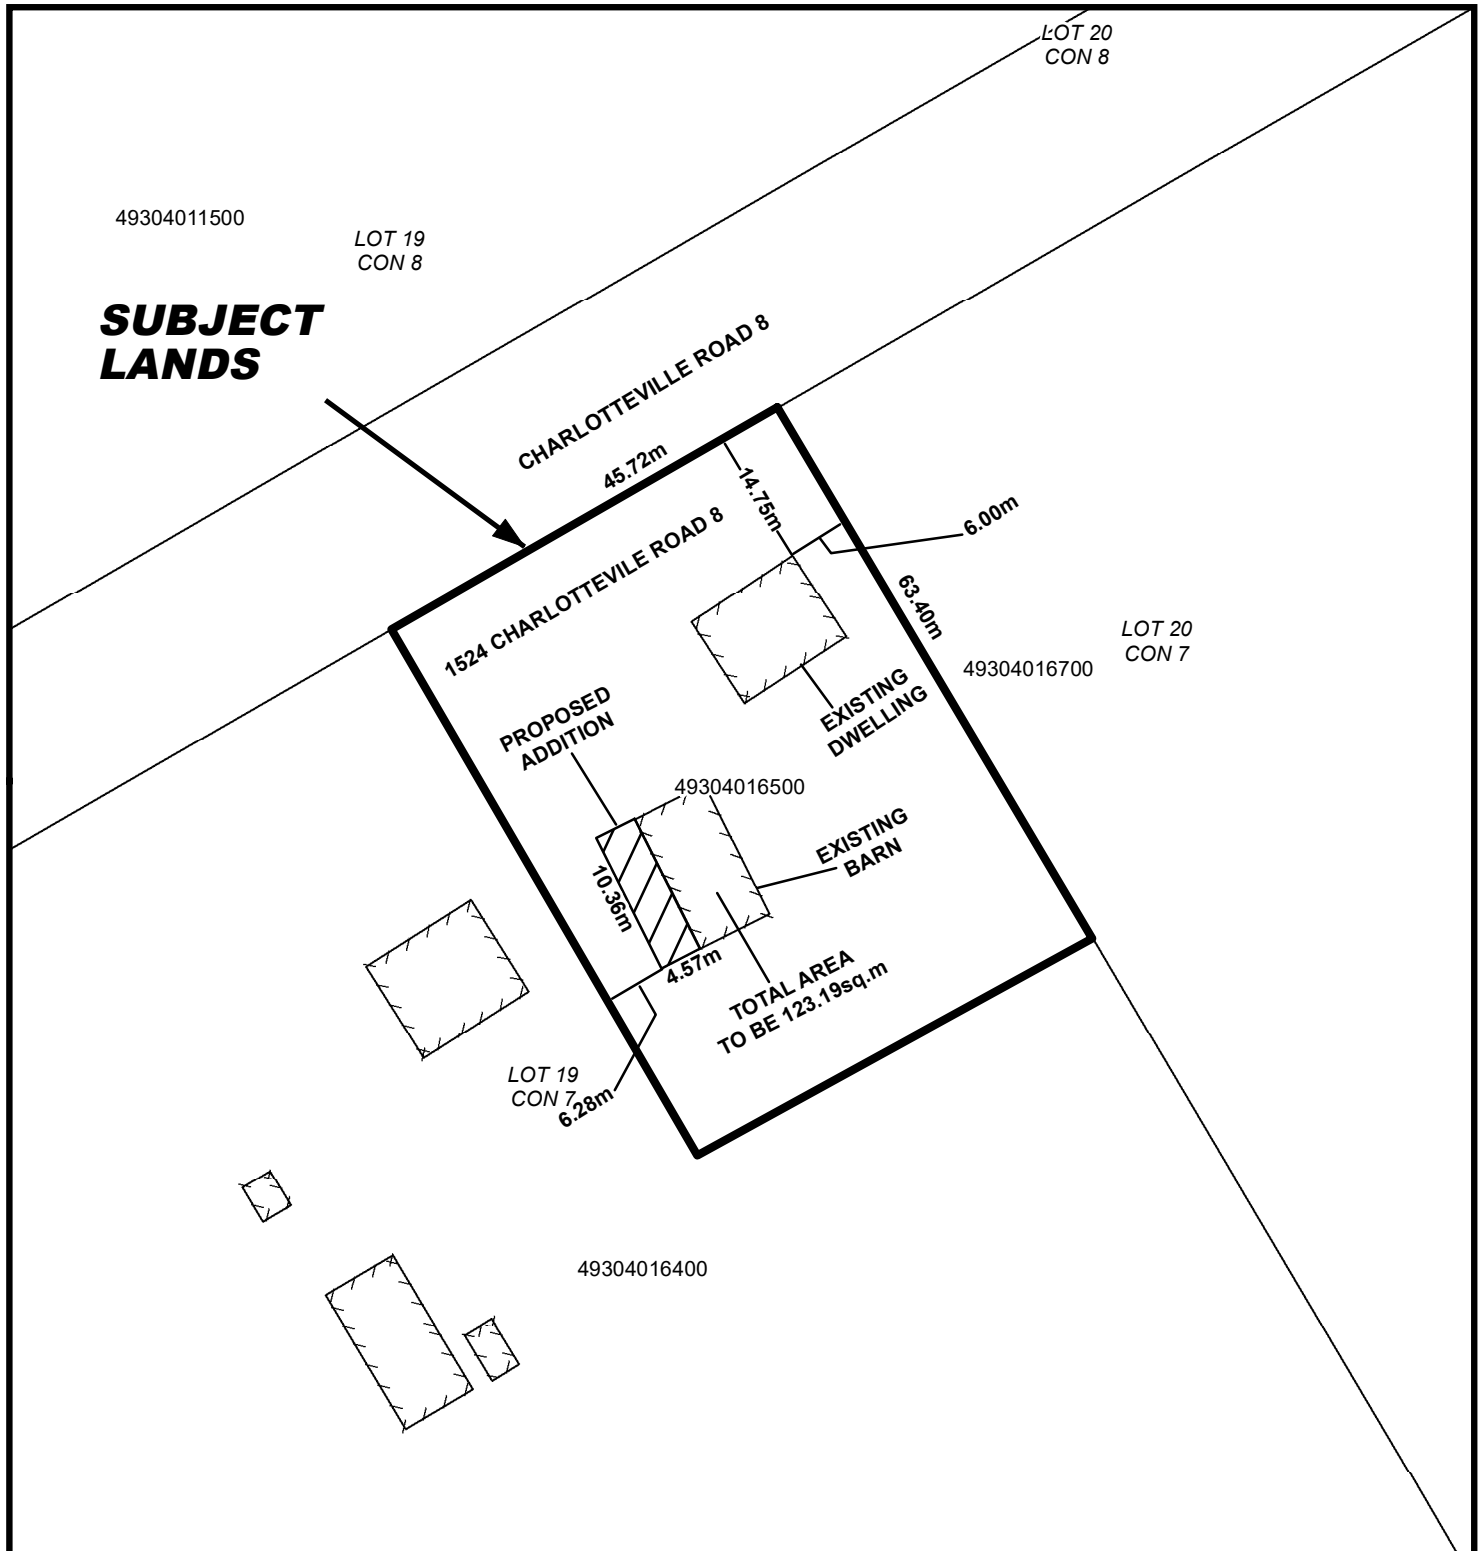 LOT 20
CON 8
49304011500
LOT 19
CON 8
SUBJECT
LANDS
CHARLOTTEVILLE ROAD 8
45.72m
14.75m
6.00m
1524 CHARLOTTEVILE ROAD 8
63.40m
LOT 20
CON 7
49304016700
EXISTING
DWELLING
PROPOSED
ADDITION
49304016500
EXISTING
BARN
10.36m
4.57m
TOTAL AREA
TO BE 123.19sq.m
LOT 19
CON 7
6.28m
49304016400